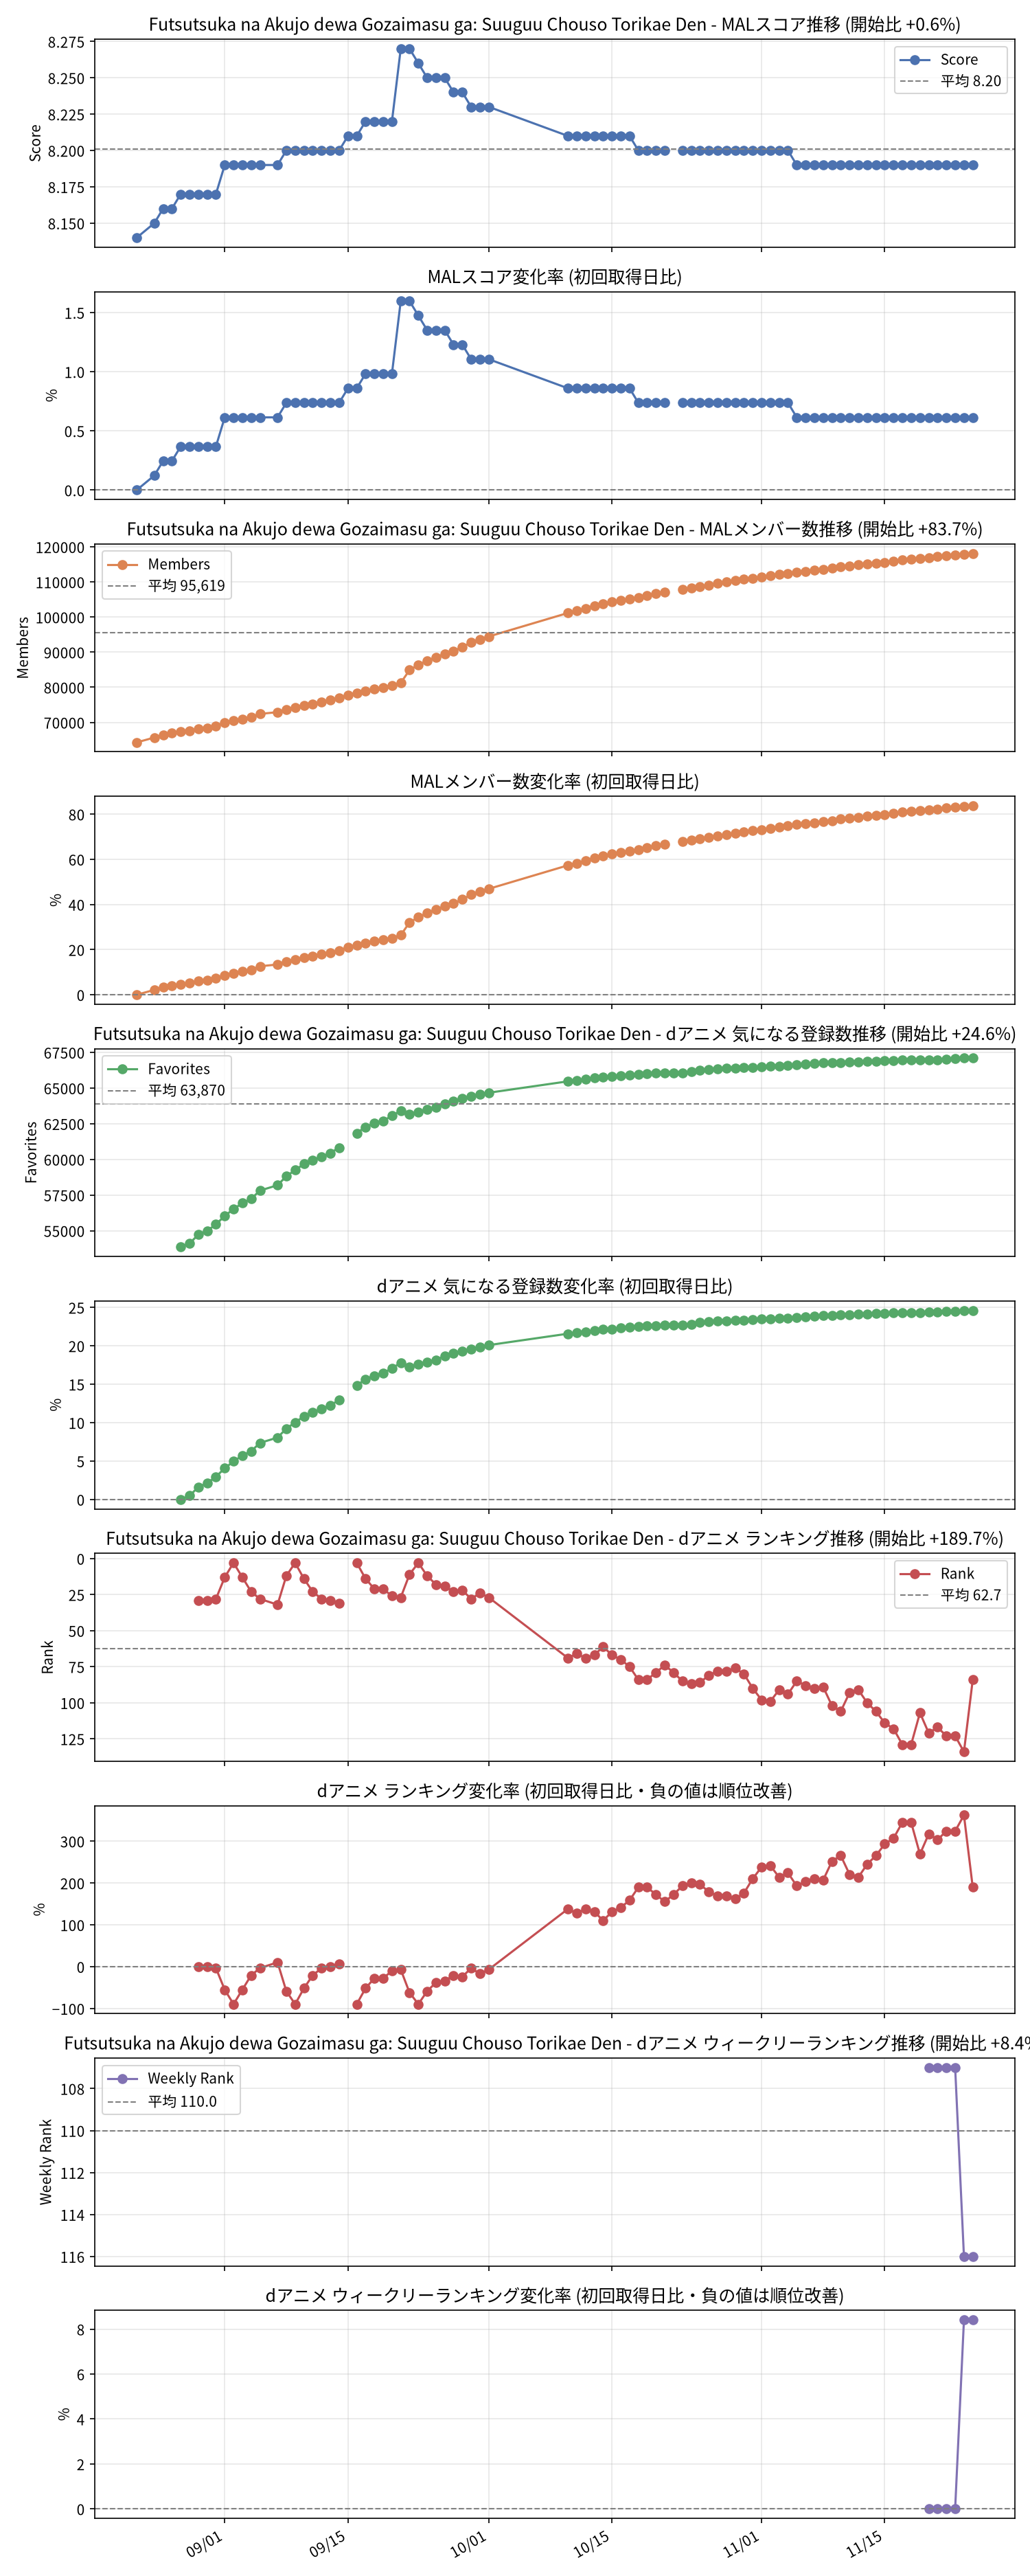 Futsutsuka na Akujo dewa Gozaimasu ga: Suuguu Chouso Torikae Den - MALスコア推移 (開始比 +0.6%)
8.275
8.250
8.225
8.200
8.175
8.150
Score
Score
平均 8.20
MALスコア変化率 (初回取得日比)
1.5
1.0
0.5
0.0
%
Futsutsuka na Akujo dewa Gozaimasu ga: Suuguu Chouso Torikae Den - MALメンバー数推移 (開始比 +83.7%)
120000
110000
100000
90000
80000
70000
Members
Members
平均 95,619
MALメンバー数変化率 (初回取得日比)
80
60
40
20
0
%
Futsutsuka na Akujo dewa Gozaimasu ga: Suuguu Chouso Torikae Den - dアニメ 気になる登録数推移 (開始比 +24.6%)
67500
65000
62500
60000
57500
55000
Favorites
Favorites
平均 63,870
dアニメ 気になる登録数変化率 (初回取得日比)
25
20
15
10
5
0
%
Futsutsuka na Akujo dewa Gozaimasu ga: Suuguu Chouso Torikae Den - dアニメ ランキング推移 (開始比 +189.7%)
0
25
50
75
100
125
Rank
Rank
平均 62.7
dアニメ ランキング変化率 (初回取得日比・負の値は順位改善)
300
200
100
0
−100
%
Futsutsuka na Akujo dewa Gozaimasu ga: Suuguu Chouso Torikae Den - dアニメ ウィークリーランキング推移 (開始比 +8.4%
108
110
112
114
116
Weekly Rank
Weekly Rank
平均 110.0
dアニメ ウィークリーランキング変化率 (初回取得日比・負の値は順位改善)
8
6
4
2
0
%
09/01
09/15
10/01
10/15
11/01
11/15